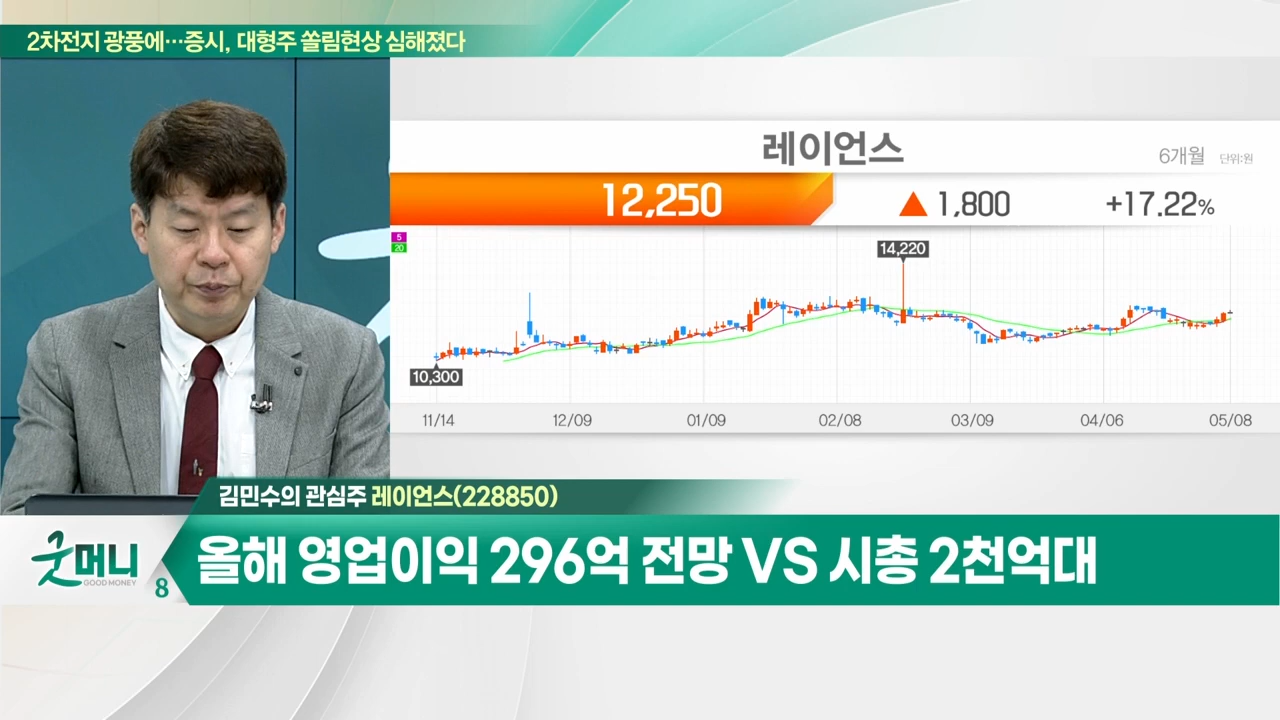 2차전지 광풍에…증시, 대형주 쏠림현상 심해졌다
레이언스
6개월 단위:원
12,250 ▲ 1,800 +17.22%
5
20
14,220
10,300
11/14 12/09 01/09 02/08 03/09 04/06 05/08
김민수의 관심주 레이언스(228850)
굿머니
GOOD MONEY
8
올해 영업이익 296억 전망 VS 시총 2천억대